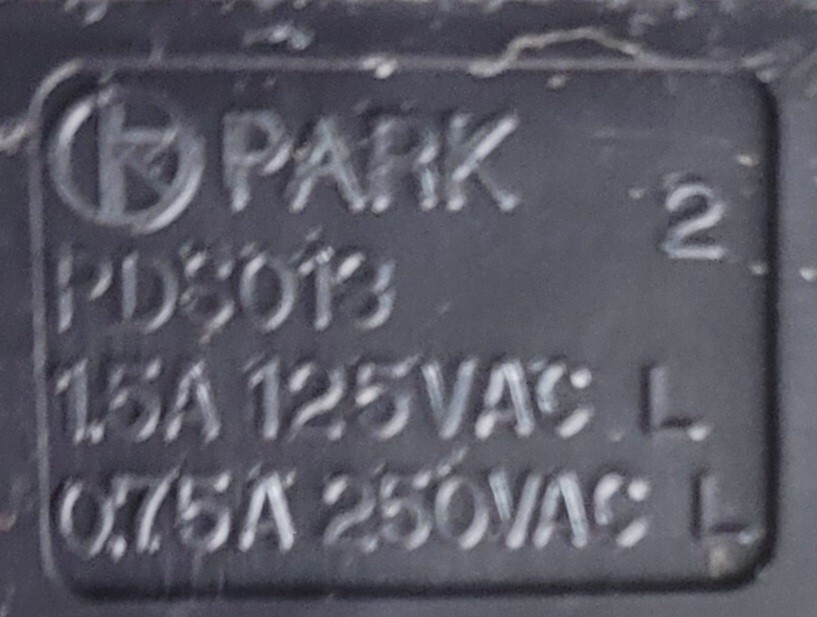 K PARK
2
PD8013
1.5A 125VAC L
0.75A 250VAC L